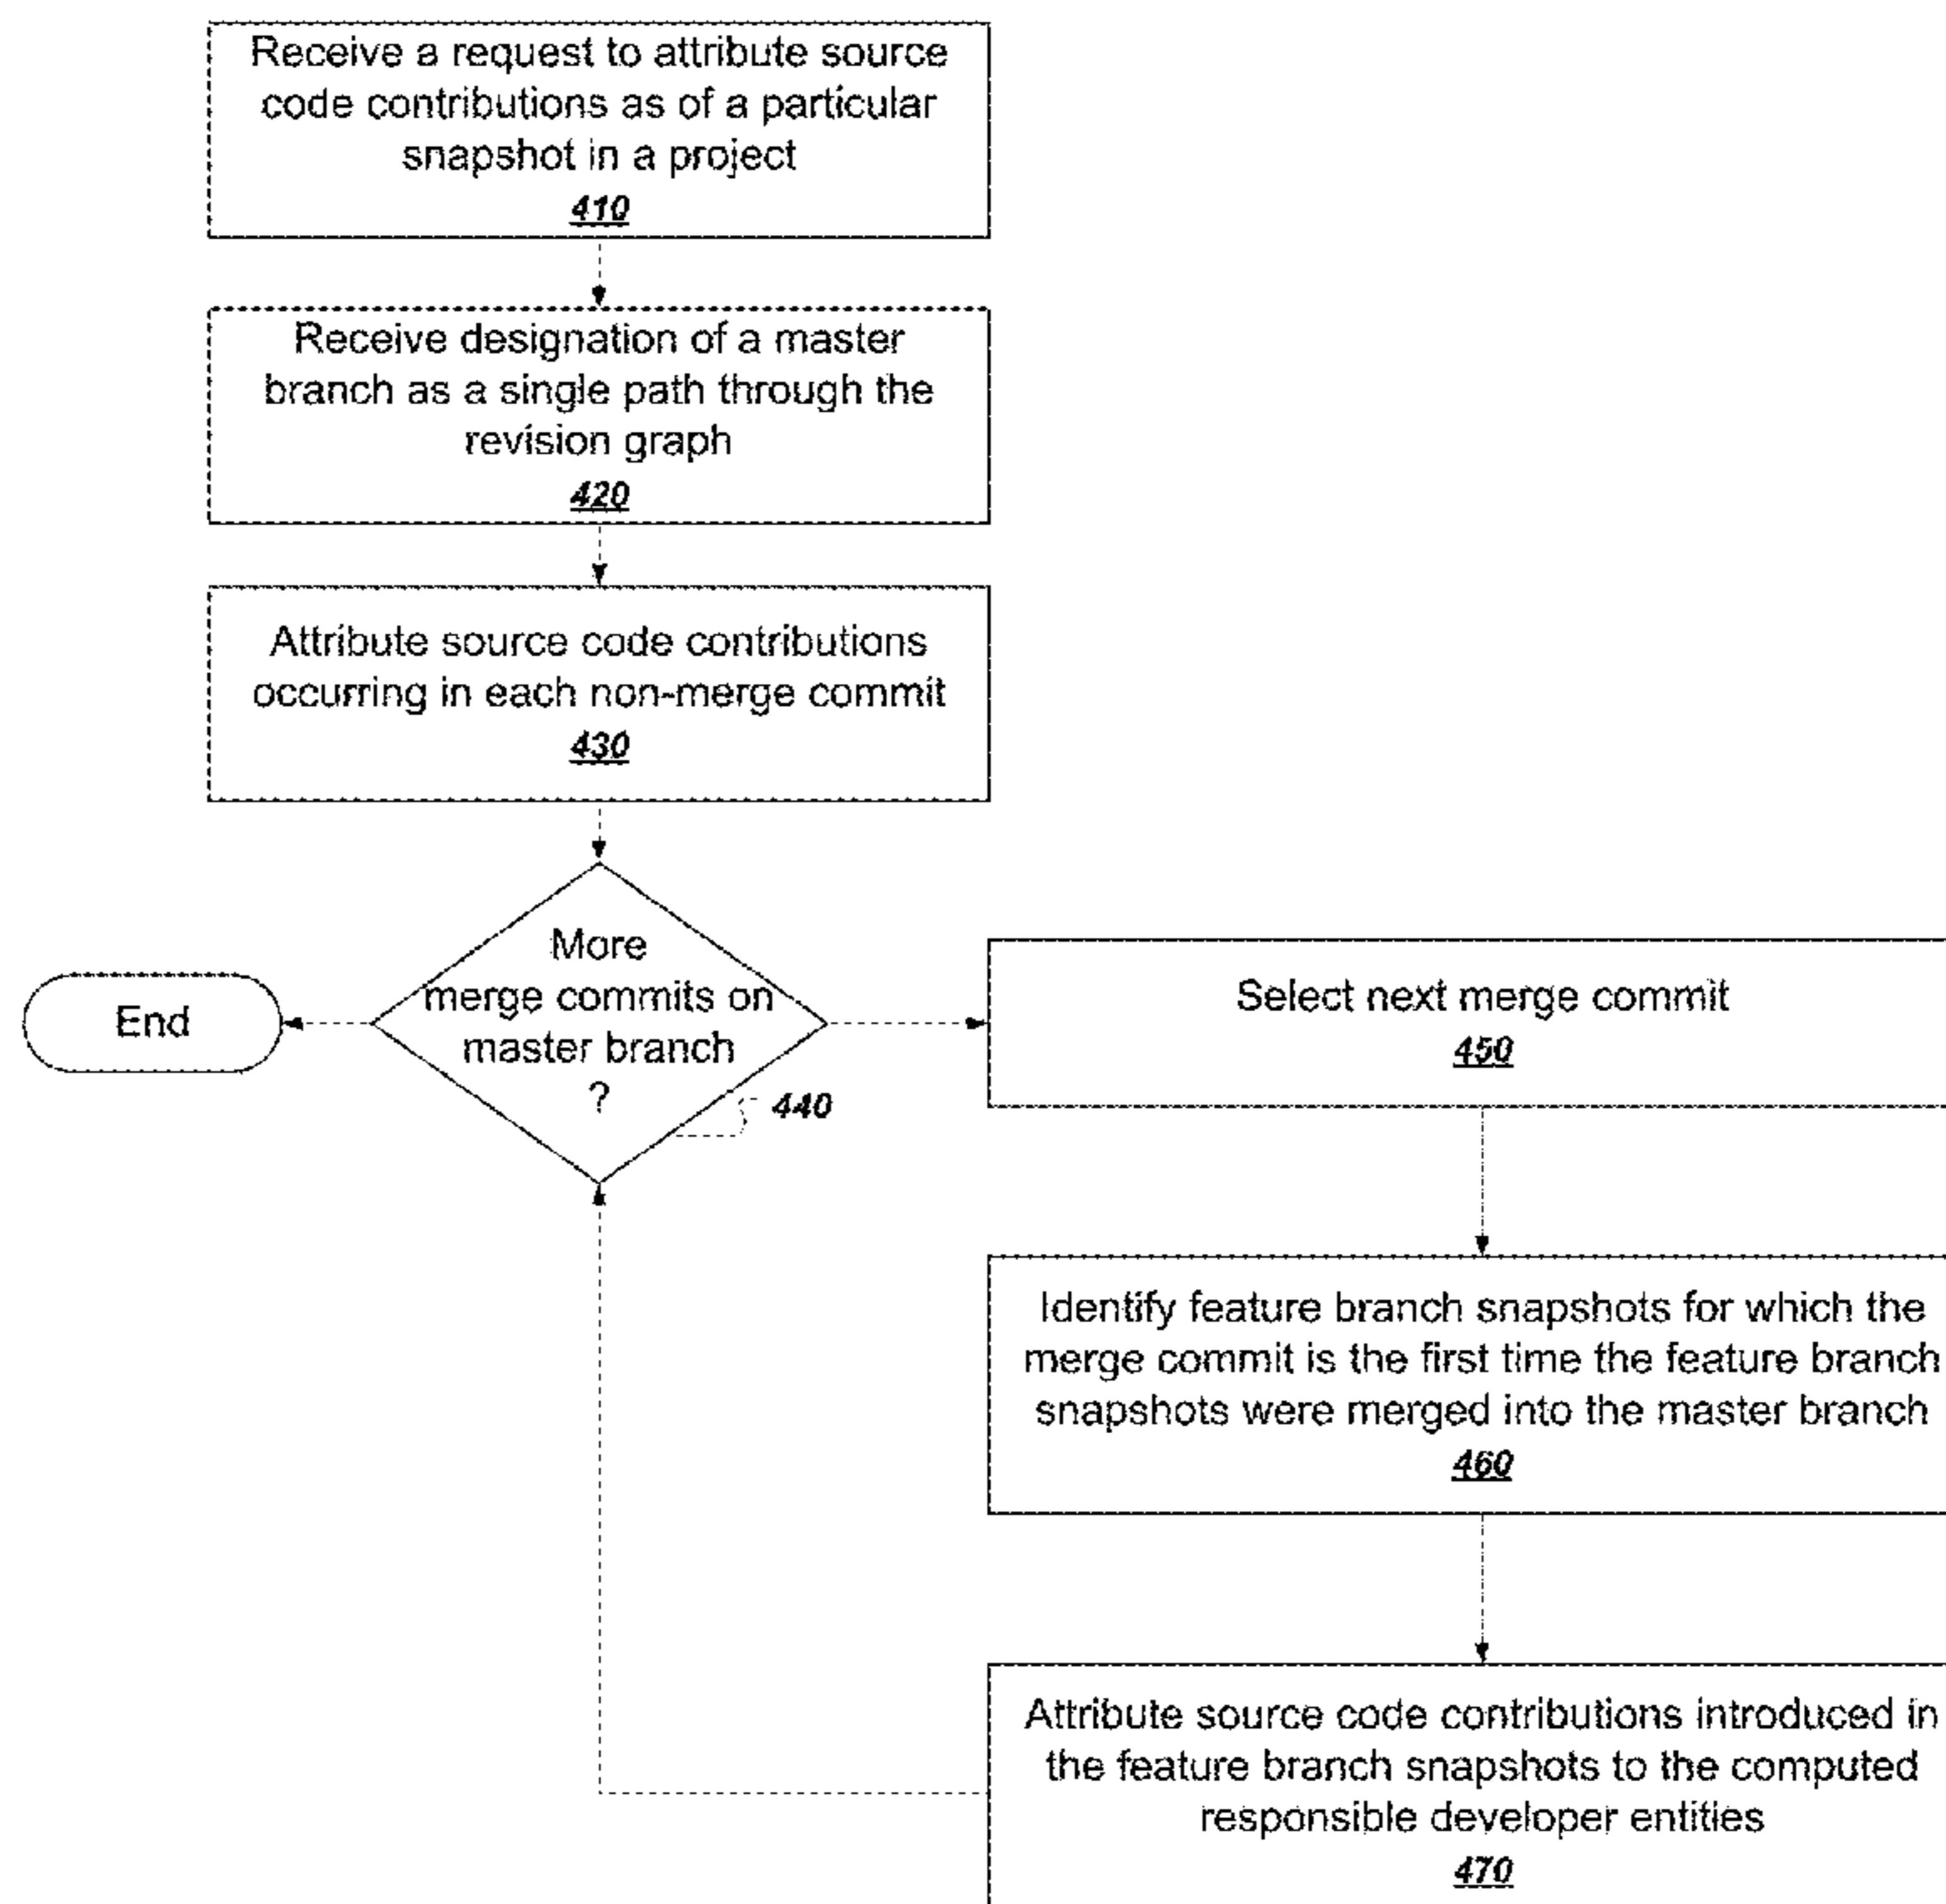 Receive a request to attribute source
code contributions as of a particular
snapshot in a project
410
Receive designation of a master
branch as a single path through the
revision graph
420
Attribute source code contributions
occurring in each non-merge commit
430
More
merge commits on
master branch
?
440
End
Select next merge commit
450
Identify feature branch snapshots for which the
merge commit is the first time the feature branch
snapshots were merged into the master branch
460
Attribute source code contributions introduced in
the feature branch snapshots to the computed
responsible developer entities
470